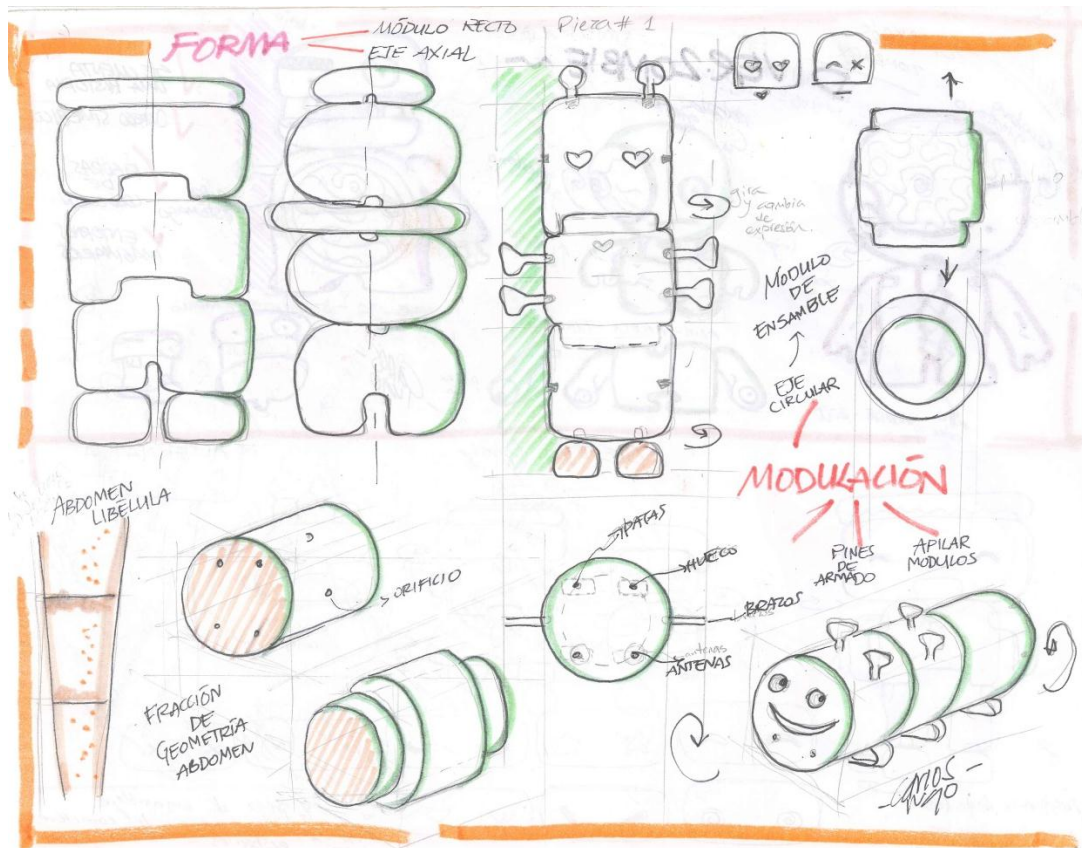 FORMA
MÓDULO RECTO
EJE AXIAL
Pieza # 1
gira
y cambia
de
expresión.
MODULO
DE
ENSAMBLE
EJE
CIRCULAR
MODULACIÓN
PINES
DE
ARMADO
APILAR
MODULOS
ABDOMEN
LIBELULA
ORIFICIO
FRACCIÓN
DE
GEOMETRÍA
ABDOMEN
PATAS
HUECO
BRAZOS
antenas
ANTENAS